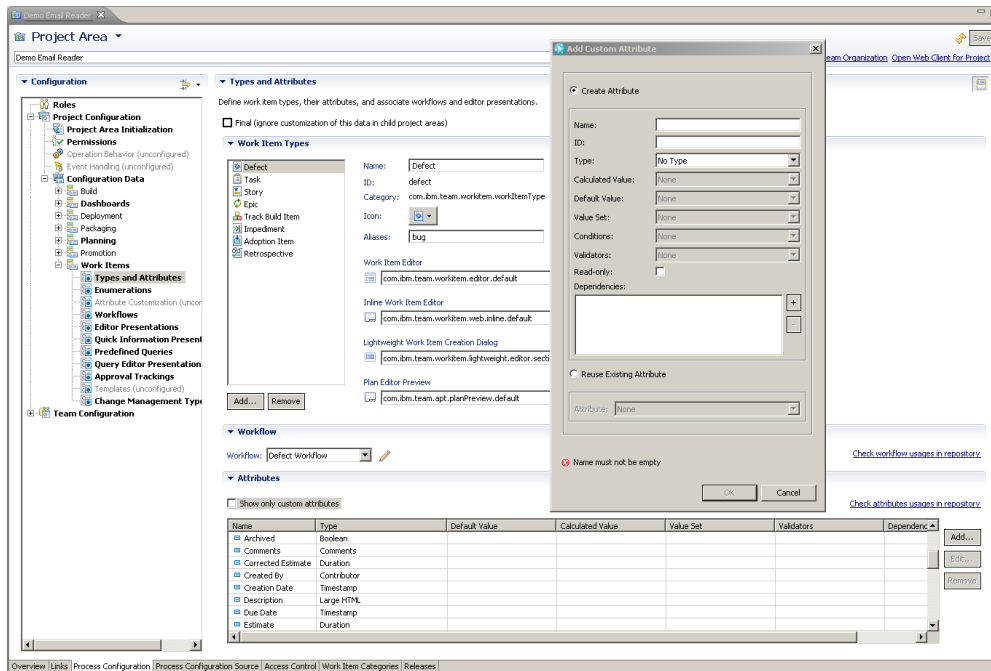 Demo Email Reader
Project Area
Save
Demo Email Reader
eam Organization Open Web Client for Project
Configuration
Roles
Project Configuration
Project Area Initialization
Permissions
Operation Behavior (unconfigured)
Event Handling (unconfigured)
Configuration Data
Build
Dashboards
Deployment
Packaging
Planning
Promotion
Work Items
Types and Attributes
Enumerations
Attribute Customization (uncor
Workflows
Editor Presentations
Quick Information Present
Predefined Queries
Query Editor Presentation
Approval Trackings
Templates (unconfigured)
Change Management Type
Team Configuration
Types and Attributes
Define work item types, their attributes, and associate workflows and editor presentations.
Final (ignore customization of this data in child project areas)
Work Item Types
Defect
Task
Story
Epic
Track Build Item
Impediment
Adoption Item
Retrospective
Add... Remove
Name: Defect
ID: defect
Category: com.ibm.team.workitem.workItemType
Icon:
Aliases: bug
Work Item Editor
com.ibm.team.workitem.editor.default
Inline Work Item Editor
com.ibm.team.workitem.web.inline.default
Lightweight Work Item Creation Dialog
com.ibm.team.workitem.lightweight.editor.secti
Plan Editor Preview
com.ibm.team.apt.planPreview.default
Workflow
Workflow: Defect Workflow
Check workflow usages in repository
Attributes
Show only custom attributes
Check attributes usages in repository
Name Type Default Value Calculated Value Value Set Validators Dependenc
Archived Boolean
Comments Comments
Corrected Estimate Duration
Created By Contributor
Creation Date Timestamp
Description Large HTML
Due Date Timestamp
Estimate Duration
Add...
Edit...
Remove
Add Custom Attribute
Create Attribute
Name:
ID:
Type: No Type
Calculated Value: None
Default Value: None
Value Set: None
Conditions: None
Validators: None
Read-only:
Dependencies:
+
-
Reuse Existing Attribute
Attribute: None
Name must not be empty
OK Cancel
Overview Links Process Configuration Process Configuration Source Access Control Work Item Categories Releases